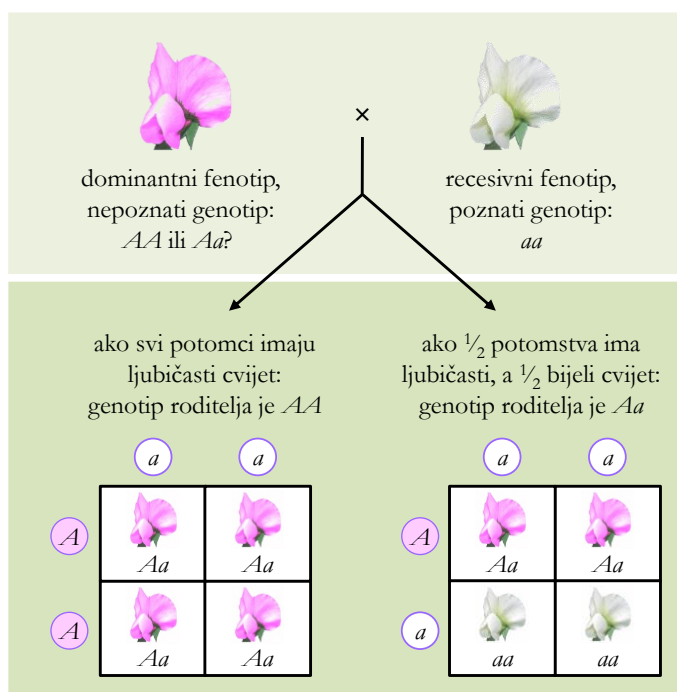 ×
dominantni fenotip,
nepoznati genotip:
AA ili Aa?
recesivni fenotip,
poznati genotip:
aa
ako svi potomci imaju
ljubičasti cvijet:
genotip roditelja je AA
a a
A Aa Aa
A Aa Aa
ako ½ potomstva ima
ljubičasti, a ½ bijeli cvijet:
genotip roditelja je Aa
a a
A Aa Aa
a aa aa